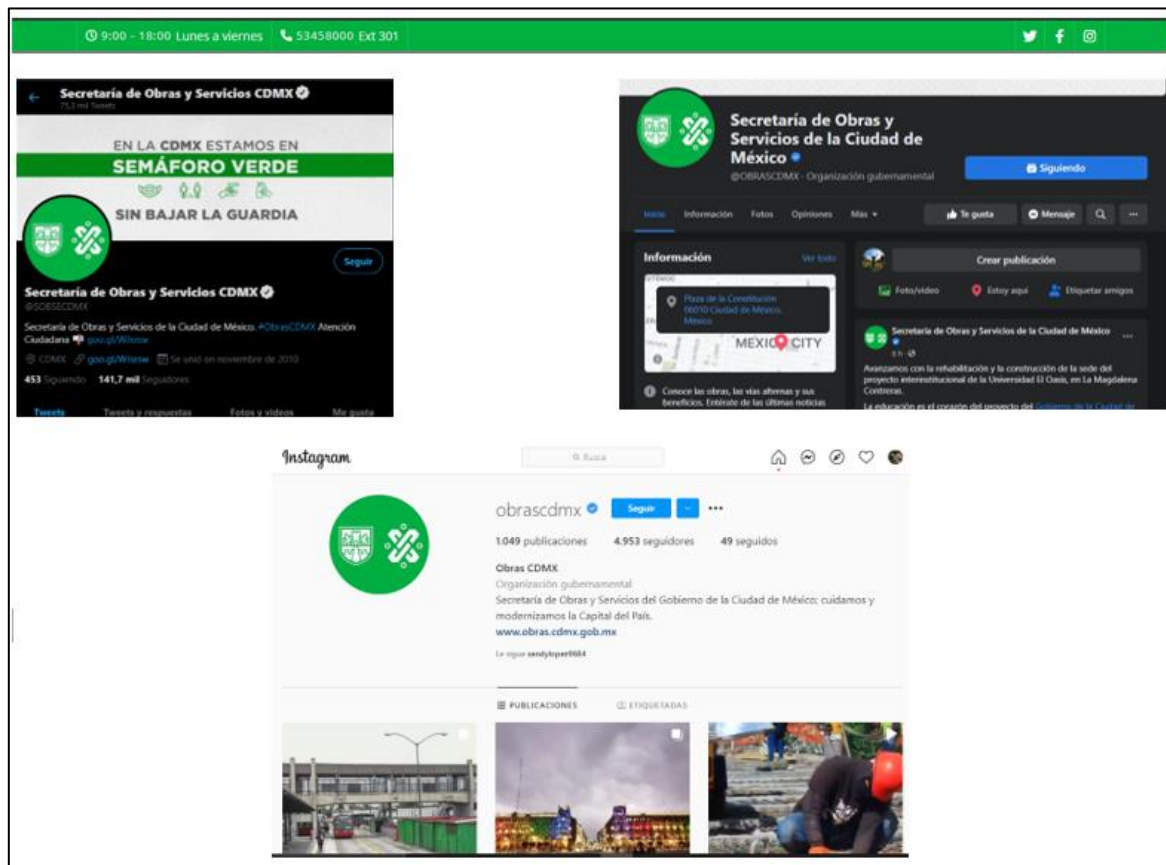 9:00 - 18:00 Lunes a viernes 53458000 Ext 301
Secretaría de Obras y Servicios CDMX
75,3 mil Tweets
EN LA CDMX ESTAMOS EN
SEMÁFORO VERDE
SIN BAJAR LA GUARDIA
Seguir
Secretaría de Obras y Servicios CDMX
@SOBSECDMX
Secretaría de Obras y Servicios de la Ciudad de México. #ObrasCDMX Atención
Ciudadana
CDMX Se unió en noviembre de 2010
453 Siguiendo 141,7 mil Seguidores
Tweets Tweets y respuestas Fotos y videos Me gusta
Secretaría de Obras y
Servicios de la Ciudad de
México
@OBRASCDMX · Organización gubernamental
Siguiendo
Inicio Información Fotos Opiniones Más Te gusta Mensaje
Información Ver todo
Plaza de la Constitución
06010 Ciudad de México,
México
MEXICO CITY
Conoce las obras, las vías alternas y sus
beneficios. Entérate de las últimas noticias
Crear publicación
Foto/video Estoy aquí Etiquetar amigos
Secretaría de Obras y Servicios de la Ciudad de México
Avanzamos con la rehabilitación y la construcción de la sede del
proyecto interinstitucional de la Universidad El Oasis, en La Magdalena
Contreras.
La educación es el corazón del proyecto del Gobierno de la Ciudad de
Instagram
Busca
obrascdmx Seguir
1.049 publicaciones 4.953 seguidores 49 seguidos
Obras CDMX
Organización gubernamental
Secretaría de Obras y Servicios del Gobierno de la Ciudad de México; cuidamos y
modernizamos la Capital del País.
www.obras.cdmx.gob.mx
Le sigue sandylopez9684
PUBLICACIONES ETIQUETADAS